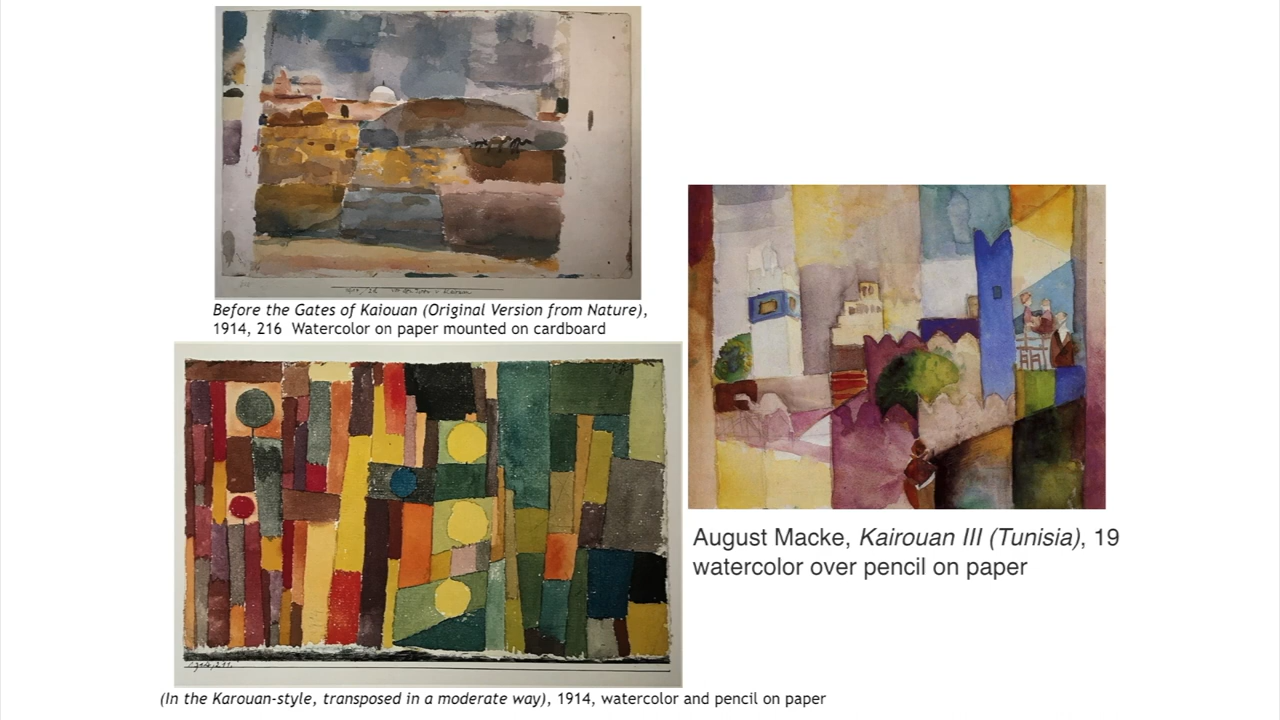 Before the Gates of Kaiouan (Original Version from Nature),
1914, 216 Watercolor on paper mounted on cardboard
August Macke, Kairouan III (Tunisia), 19
watercolor over pencil on paper
(In the Karouan-style, transposed in a moderate way), 1914, watercolor and pencil on paper